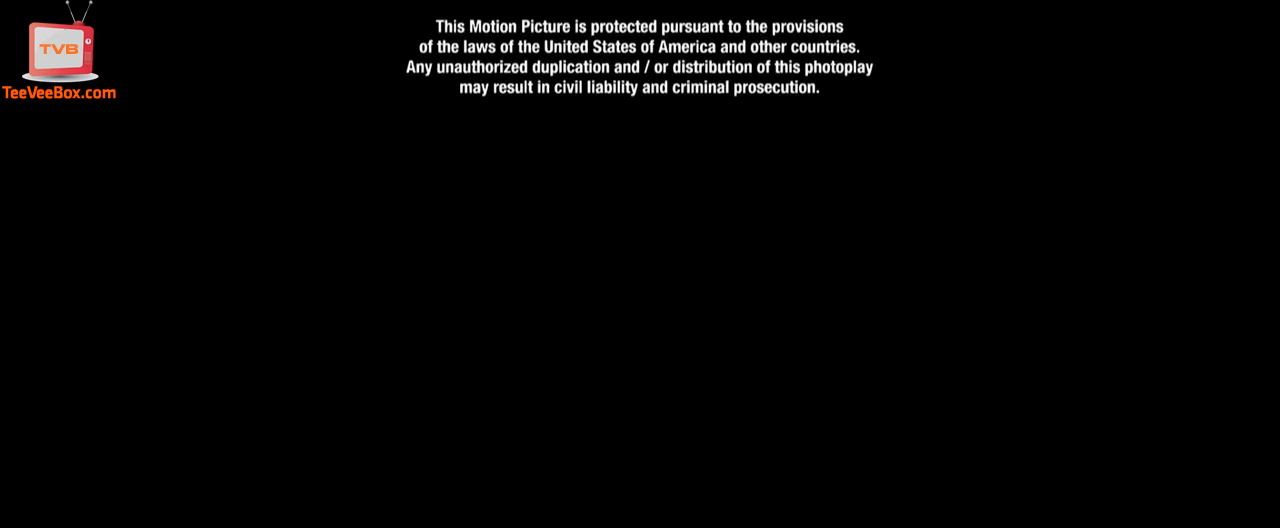 TVB
TeeVeeBox.com
This Motion Picture is protected pursuant to the provisions
of the laws of the United States of America and other countries.
Any unauthorized duplication and / or distribution of this photoplay
may result in civil liability and criminal prosecution.